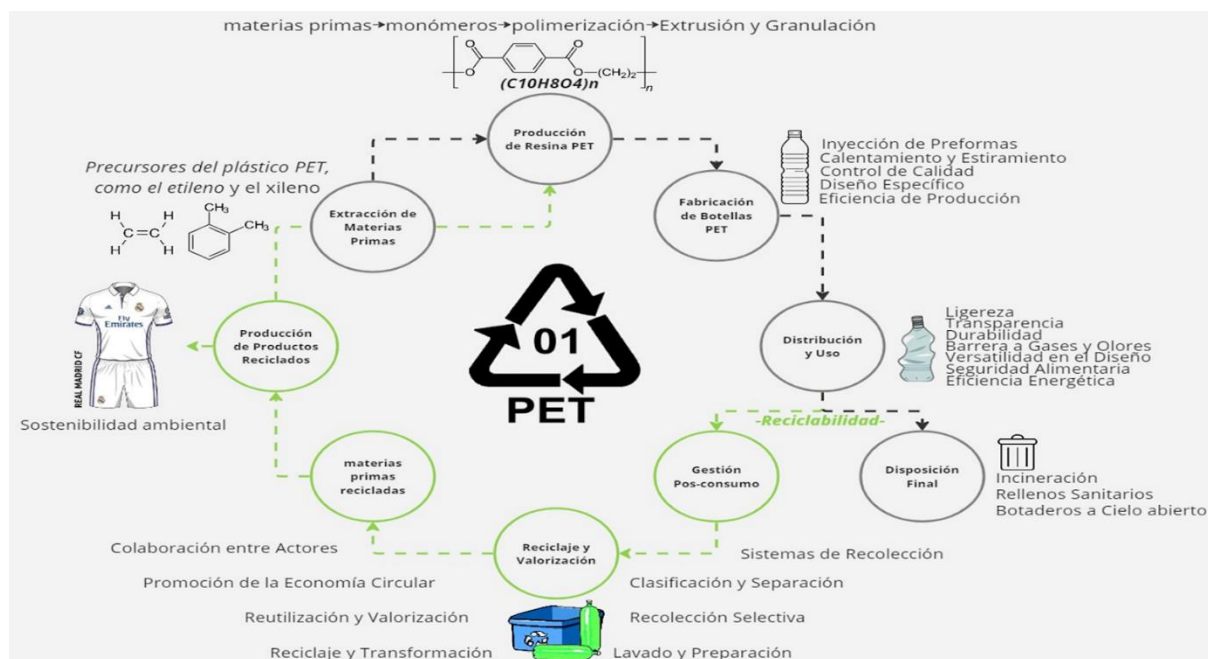 materias primas→monómeros→polimerización→Extrusión y Granulación
O
O
O
O—(CH2)2
n
(C10H8O4)n
Producción
de Resina PET
Precursores del plástico PET,
como el etileno y el xileno
H
H
C=C
H
H
CH3
CH3
Extracción de
Materias
Primas
Fabricación
de Botellas
PET
Inyección de Preformas
Calentamiento y Estiramiento
Control de Calidad
Diseño Específico
Eficiencia de Producción
Fly
Emirates
REAL MADRID CF
Sostenibilidad ambiental
Producción
de Productos
Reciclados
01
PET
Distribución
y Uso
Ligereza
Transparencia
Durabilidad
Barrera a Gases y Olores
Versatilidad en el Diseño
Seguridad Alimentaria
Eficiencia Energética
-Reciclabilidad-
materias
primas
recicladas
Gestión
Pos-consumo
Disposición
Final
Incineración
Rellenos Sanitarios
Botaderos a Cielo abierto
Reciclaje y
Valorización
Colaboración entre Actores
Promoción de la Economía Circular
Reutilización y Valorización
Reciclaje y Transformación
Sistemas de Recolección
Clasificación y Separación
Recolección Selectiva
Lavado y Preparación